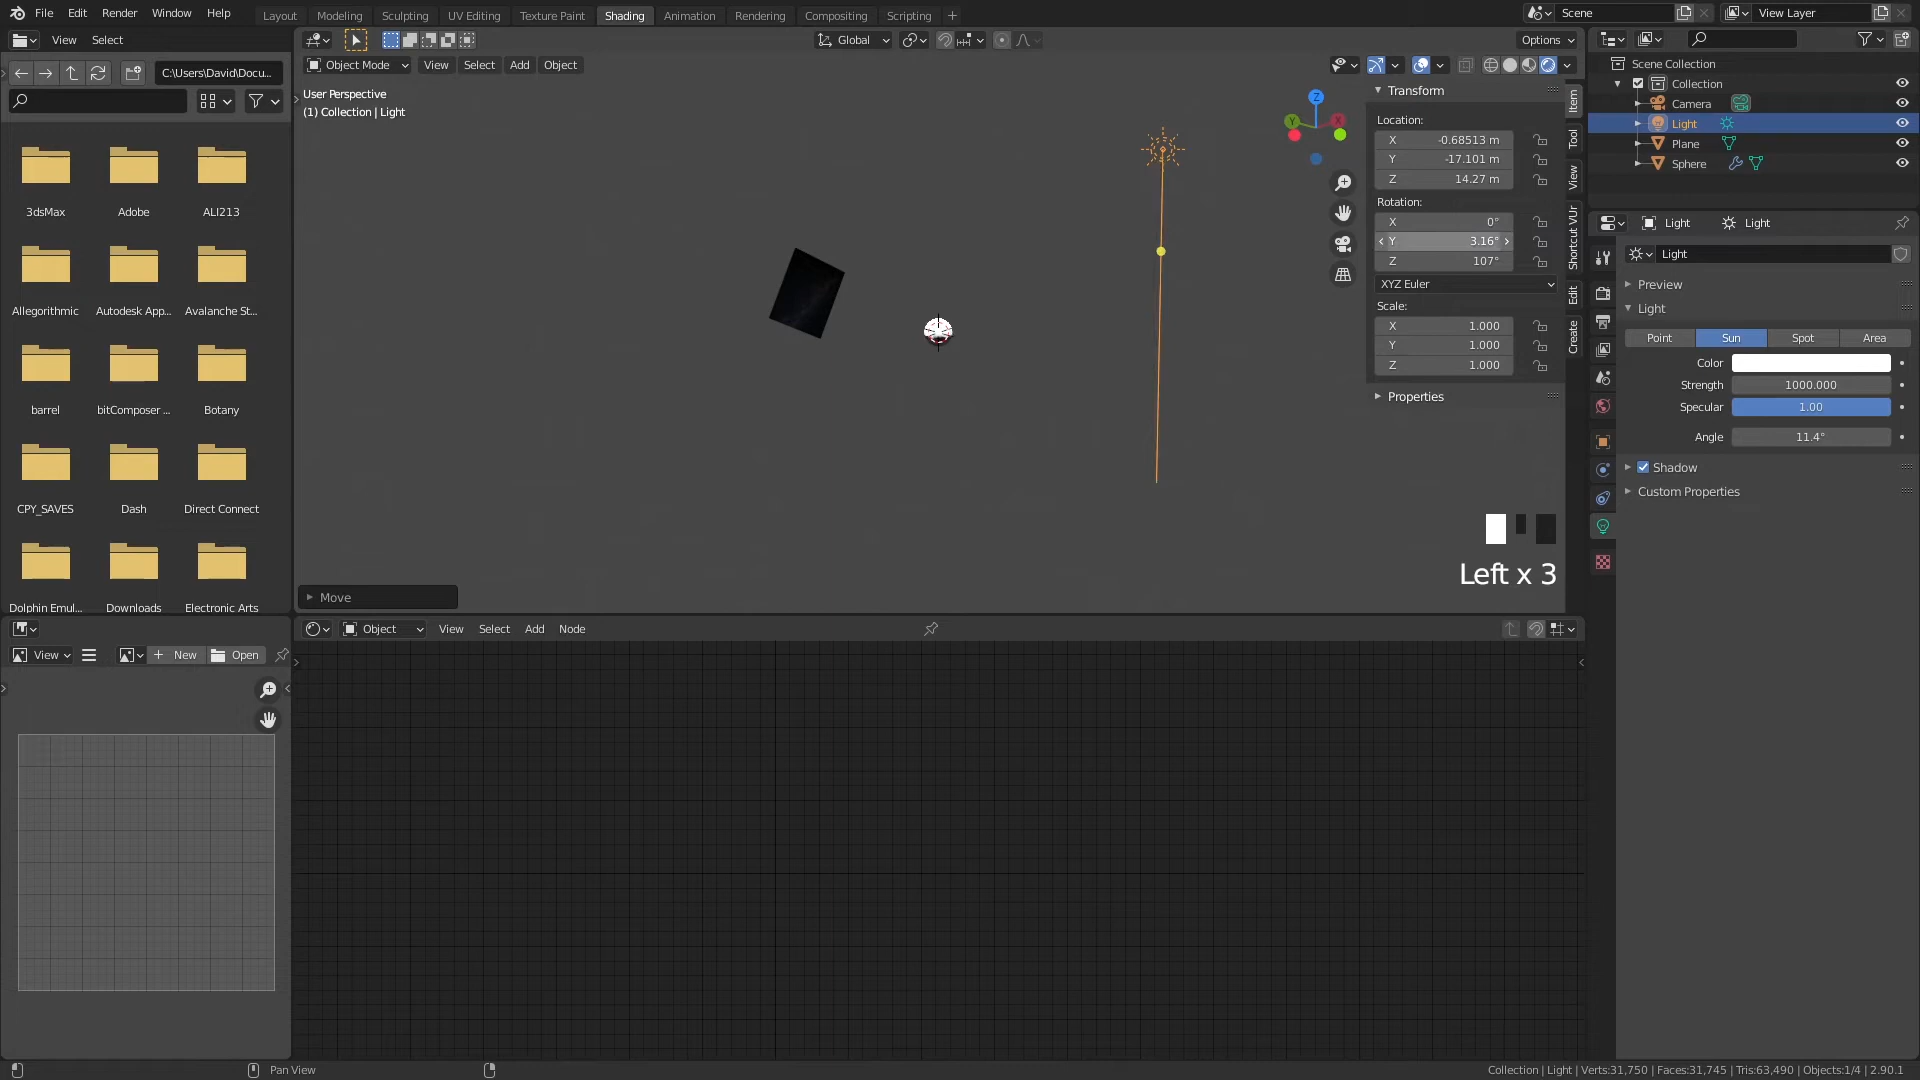 File Edit Render Window Help Layout Modeling Sculpting UV Editing Texture Paint Shading Animation Rendering Compositing Scripting + Scene View Layer
View Select Global Options
C:\Users\David\Docu... Object Mode View Select Add Object
User Perspective
(1) Collection | Light
3dsMax Adobe ALI213
Allegorithmic Autodesk App... Avalanche St...
barrel bitComposer ... Botany
CPY_SAVES Dash Direct Connect
Dolphin Emul... Downloads Electronic Arts
Z
Y X
Transform
Location:
X -0.68513 m
Y -17.101 m
Z 14.27 m
Rotation:
X 0°
Y 3.16°
Z 107°
XYZ Euler
Scale:
X 1.000
Y 1.000
Z 1.000
Properties
Item
Tool
View
Shortcut VUr
Edit
Create
Left x 3
Move
Scene Collection
Collection
Camera
Light
Plane
Sphere
Light Light
Light
Preview
Light
Point Sun Spot Area
Color
Strength 1000.000
Specular 1.00
Angle 11.4°
Shadow
Custom Properties
Object View Select Add Node
View New Open
Pan View
Collection | Light | Verts:31,750 | Faces:31,745 | Tris:63,490 | Objects:1/4 | 2.90.1